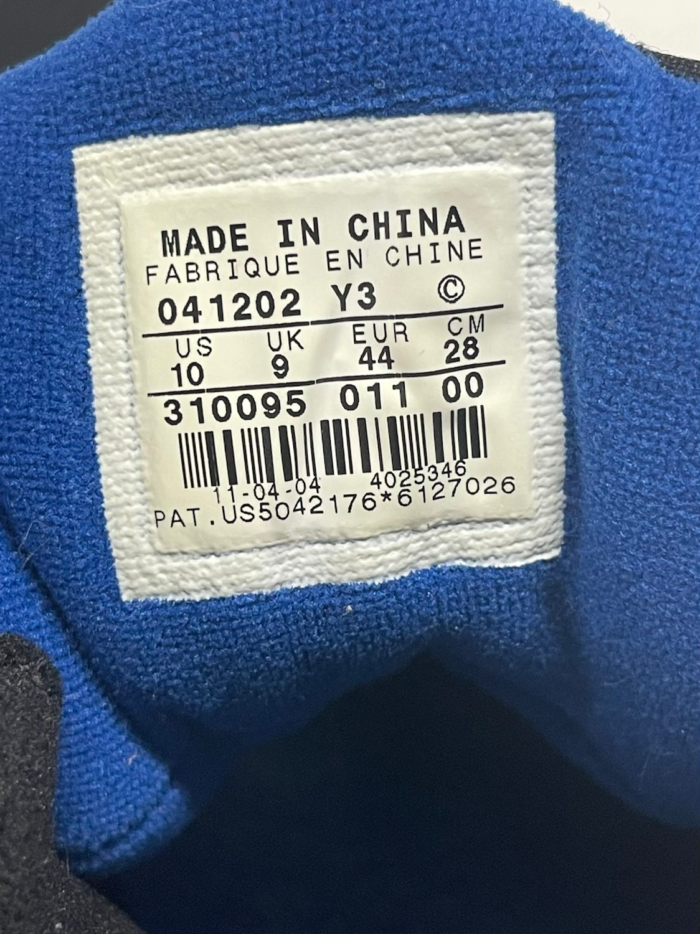 MADE IN CHINA
FABRIQUE EN CHINE
041202 Y3 ©
US UK EUR CM
10 9 44 28
310095 011 00
11-04-04 4025346
PAT.US5042176*6127026